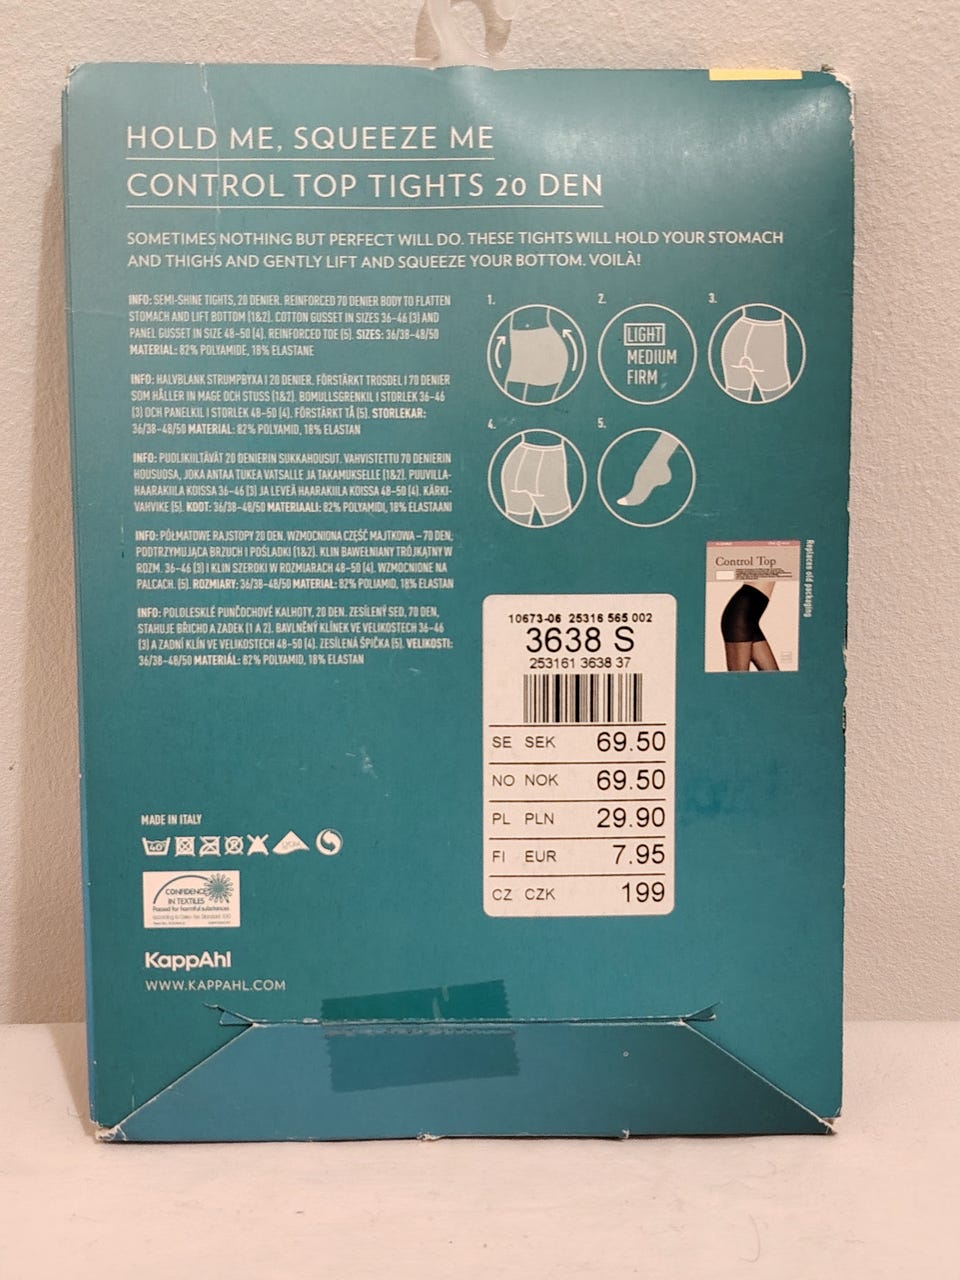 HOLD ME, SQUEEZE ME
CONTROL TOP TIGHTS 20 DEN
SOMETIMES NOTHING BUT PERFECT WILL DO. THESE TIGHTS WILL HOLD YOUR STOMACH
AND THIGHS AND GENTLY LIFT AND SQUEEZE YOUR BOTTOM. VOILÀ!
INFO: SEMI-SHINE TIGHTS, 20 DENIER. REINFORCED 70 DENIER BODY TO FLATTEN
STOMACH AND LIFT BOTTOM (1&2). COTTON GUSSET IN SIZES 36-46 (3) AND
PANEL GUSSET IN SIZE 48-50 (4). REINFORCED TOE (5). SIZES: 36/38-48/50
MATERIAL: 82% POLYAMIDE, 18% ELASTANE
INFO: HALVBLANK STRUMPBYXA I 20 DENIER. FÖRSTÄRKT TROSDEL I 70 DENIER
SOM HÅLLER IN MAGE OCH STUSS (1&2). BOMULLSGRENKIL I STORLEK 36-46
(3) OCH PANELKIL I STORLEK 48-50 (4). FÖRSTÄRKT TÅ (5). STORLEKAR:
36/38-48/50 MATERIAL: 82% POLYAMID, 18% ELASTAN
INFO: PUOLIKIILTÄVÄT 20 DENIERIN SUKKAHOUSUT. VAHVISTETTU 70 DENIERIN
HOUSUOSA, JOKA ANTAA TUKEA VATSALLE JA TAKAMUKSELLE (1&2). PUUVILLA-
HAARAKIILA KOISSA 36-46 (3) JA LEVEÄ HAARAKIILA KOISSA 48-50 (4). KÄRKI-
VAHVIKE (5). KOOT: 36/38-48/50 MATERIAALI: 82% POLYAMIDI, 18% ELASTAANI
INFO: PÓŁMATOWE RAJSTOPY 20 DEN, WZMOCNIONA CZĘŚĆ MAJTKOWA – 70 DEN,
PODTRZYMUJĄCA BRZUCH I POŚLADKI (1&2). KLIN BAWEŁNIANY TRÓJKĄTNY W
ROZM. 36-46 (3) I KLIN SZEROKI W ROZMIARACH 48-50 (4). WZMOCNIONE NA
PALCACH. (5). ROZMIARY: 36/38-48/50 MATERIAŁ: 82% POLIAMID, 18% ELASTAN
INFO: POLOLESKLÉ PUNČOCHOVÉ KALHOTY, 20 DEN. ZESÍLENÝ SED, 70 DEN,
STAHUJE BŘICHO A ZADEK (1 A 2). BAVLNĚNÝ KLÍNEK VE VELIKOSTECH 36-46
(3) A ZADNÍ KLÍN VE VELIKOSTECH 48-50 (4). ZESÍLENÁ ŠPIČKA (5). VELIKOSTI:
36/38-48/50 MATERIÁL: 82% POLYAMID, 18% ELASTAN
1.
2.
3.
LIGHT
MEDIUM
FIRM
4.
5.
Control Top
Replaces old packaging
10673-06 25316 565 002
3638 S
253161 3638 37
SE SEK 69.50
NO NOK 69.50
PL PLN 29.90
FI EUR 7.95
CZ CZK 199
MADE IN ITALY
40°
CONFIDENCE
IN TEXTILES
Passed for harmful substances
according to Oeko-Tex Standard 100
KappAhl
WWW.KAPPAHL.COM